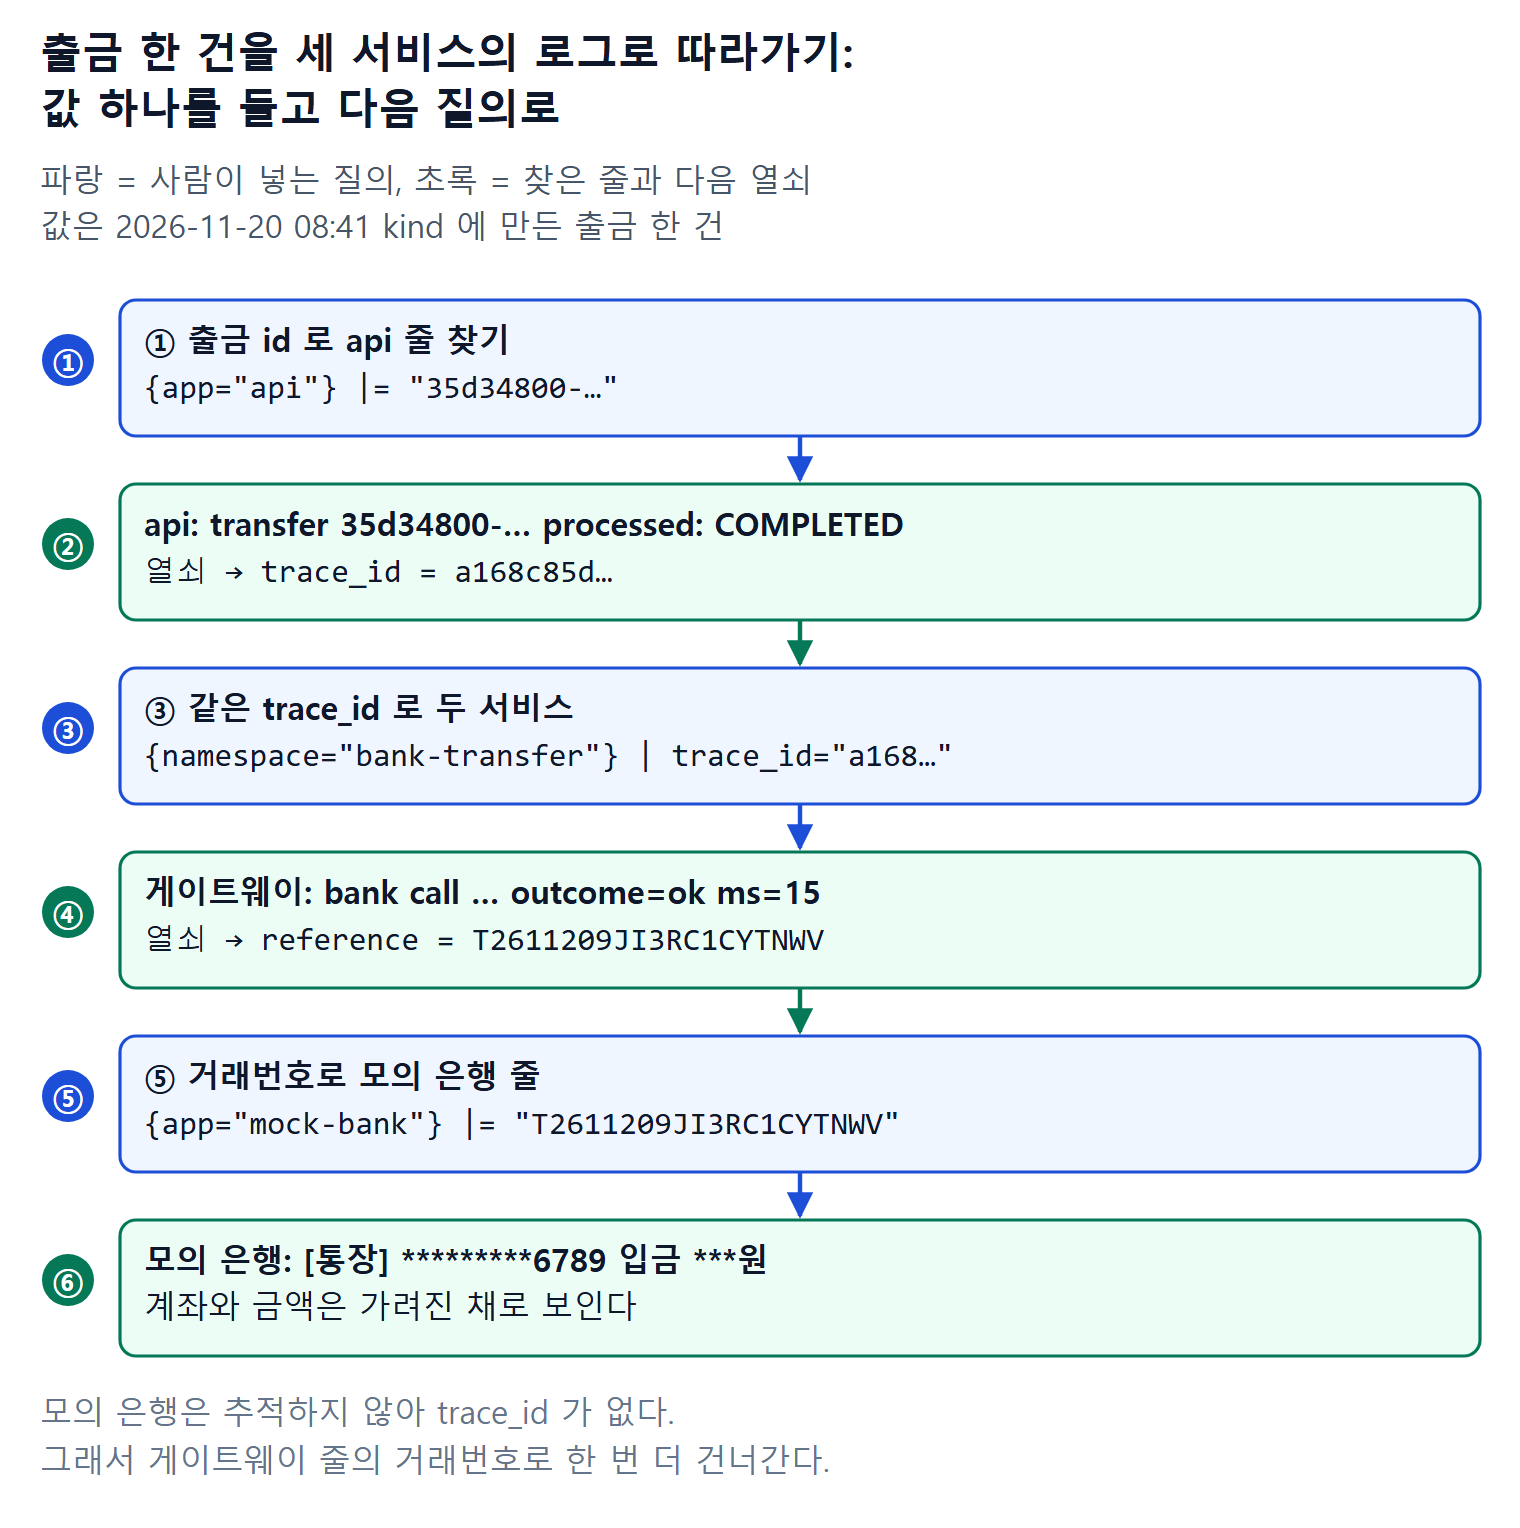 출금 한 건을 세 서비스의 로그로 따라가기:
값 하나를 들고 다음 질의로
파랑 = 사람이 넣는 질의, 초록 = 찾은 줄과 다음 열쇠
값은 2026-11-20 08:41 kind 에 만든 출금 한 건
①
① 출금 id 로 api 줄 찾기
{app="api"} |= "35d34800-…"
②
api: transfer 35d34800-… processed: COMPLETED
열쇠 → trace_id = a168c85d…
③
③ 같은 trace_id 로 두 서비스
{namespace="bank-transfer"} | trace_id="a168…"
④
게이트웨이: bank call … outcome=ok ms=15
열쇠 → reference = T2611209JI3RC1CYTNWV
⑤
⑤ 거래번호로 모의 은행 줄
{app="mock-bank"} |= "T2611209JI3RC1CYTNWV"
⑥
모의 은행: [통장] *********6789 입금 ***원
계좌와 금액은 가려진 채로 보인다
모의 은행은 추적하지 않아 trace_id 가 없다.
그래서 게이트웨이 줄의 거래번호로 한 번 더 건너간다.